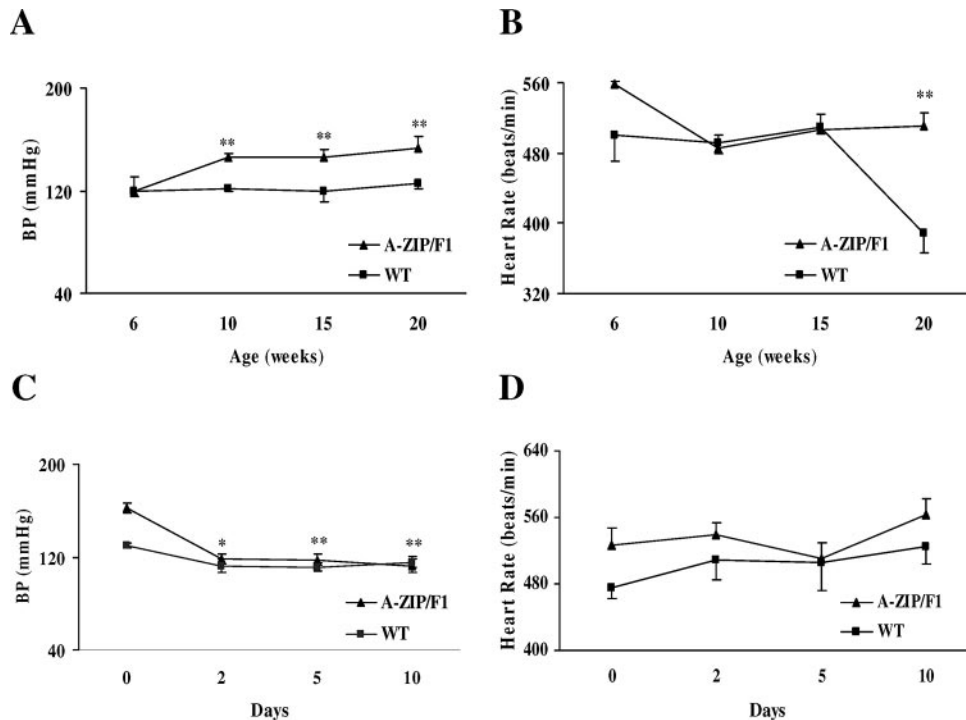 A
200
120
40
BP (mmHg)
**
**
**
A-ZIP/F1
WT
6 10 15 20
Age (weeks)
B
560
480
400
320
Heart Rate (beats/min)
**
A-ZIP/F1
WT
6 10 15 20
Age (weeks)
C
200
120
40
BP (mmHg)
*
**
**
A-ZIP/F1
WT
0 2 5 10
Days
D
640
560
480
400
Heart Rate (beats/min)
A-ZIP/F1
WT
0 2 5 10
Days